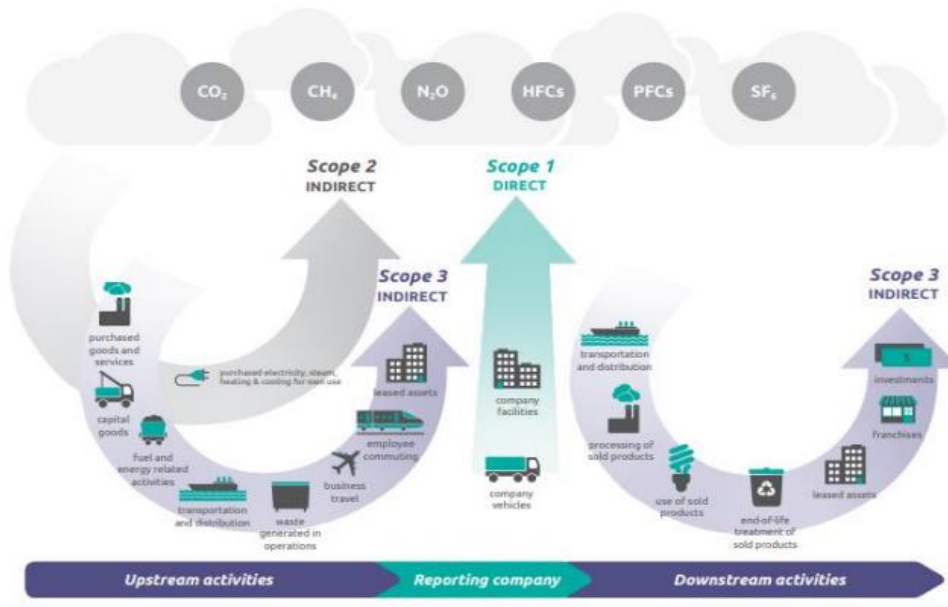 CO₂
CH₄
N₂O
HFCs
PFCs
SF₆
Scope 2
INDIRECT
Scope 1
DIRECT
Scope 3
INDIRECT
Scope 3
INDIRECT
purchased
goods and
services
capital
goods
fuel and
energy related
activities
transportation
and distribution
waste
generated in
operations
business
travel
employee
commuting
leased assets
purchased electricity, steam,
heating & cooling for own use
company
facilities
company
vehicles
transportation
and distribution
processing of
sold products
use of sold
products
end-of-life
treatment of
sold products
leased assets
franchises
$
investments
Upstream activities
Reporting company
Downstream activities